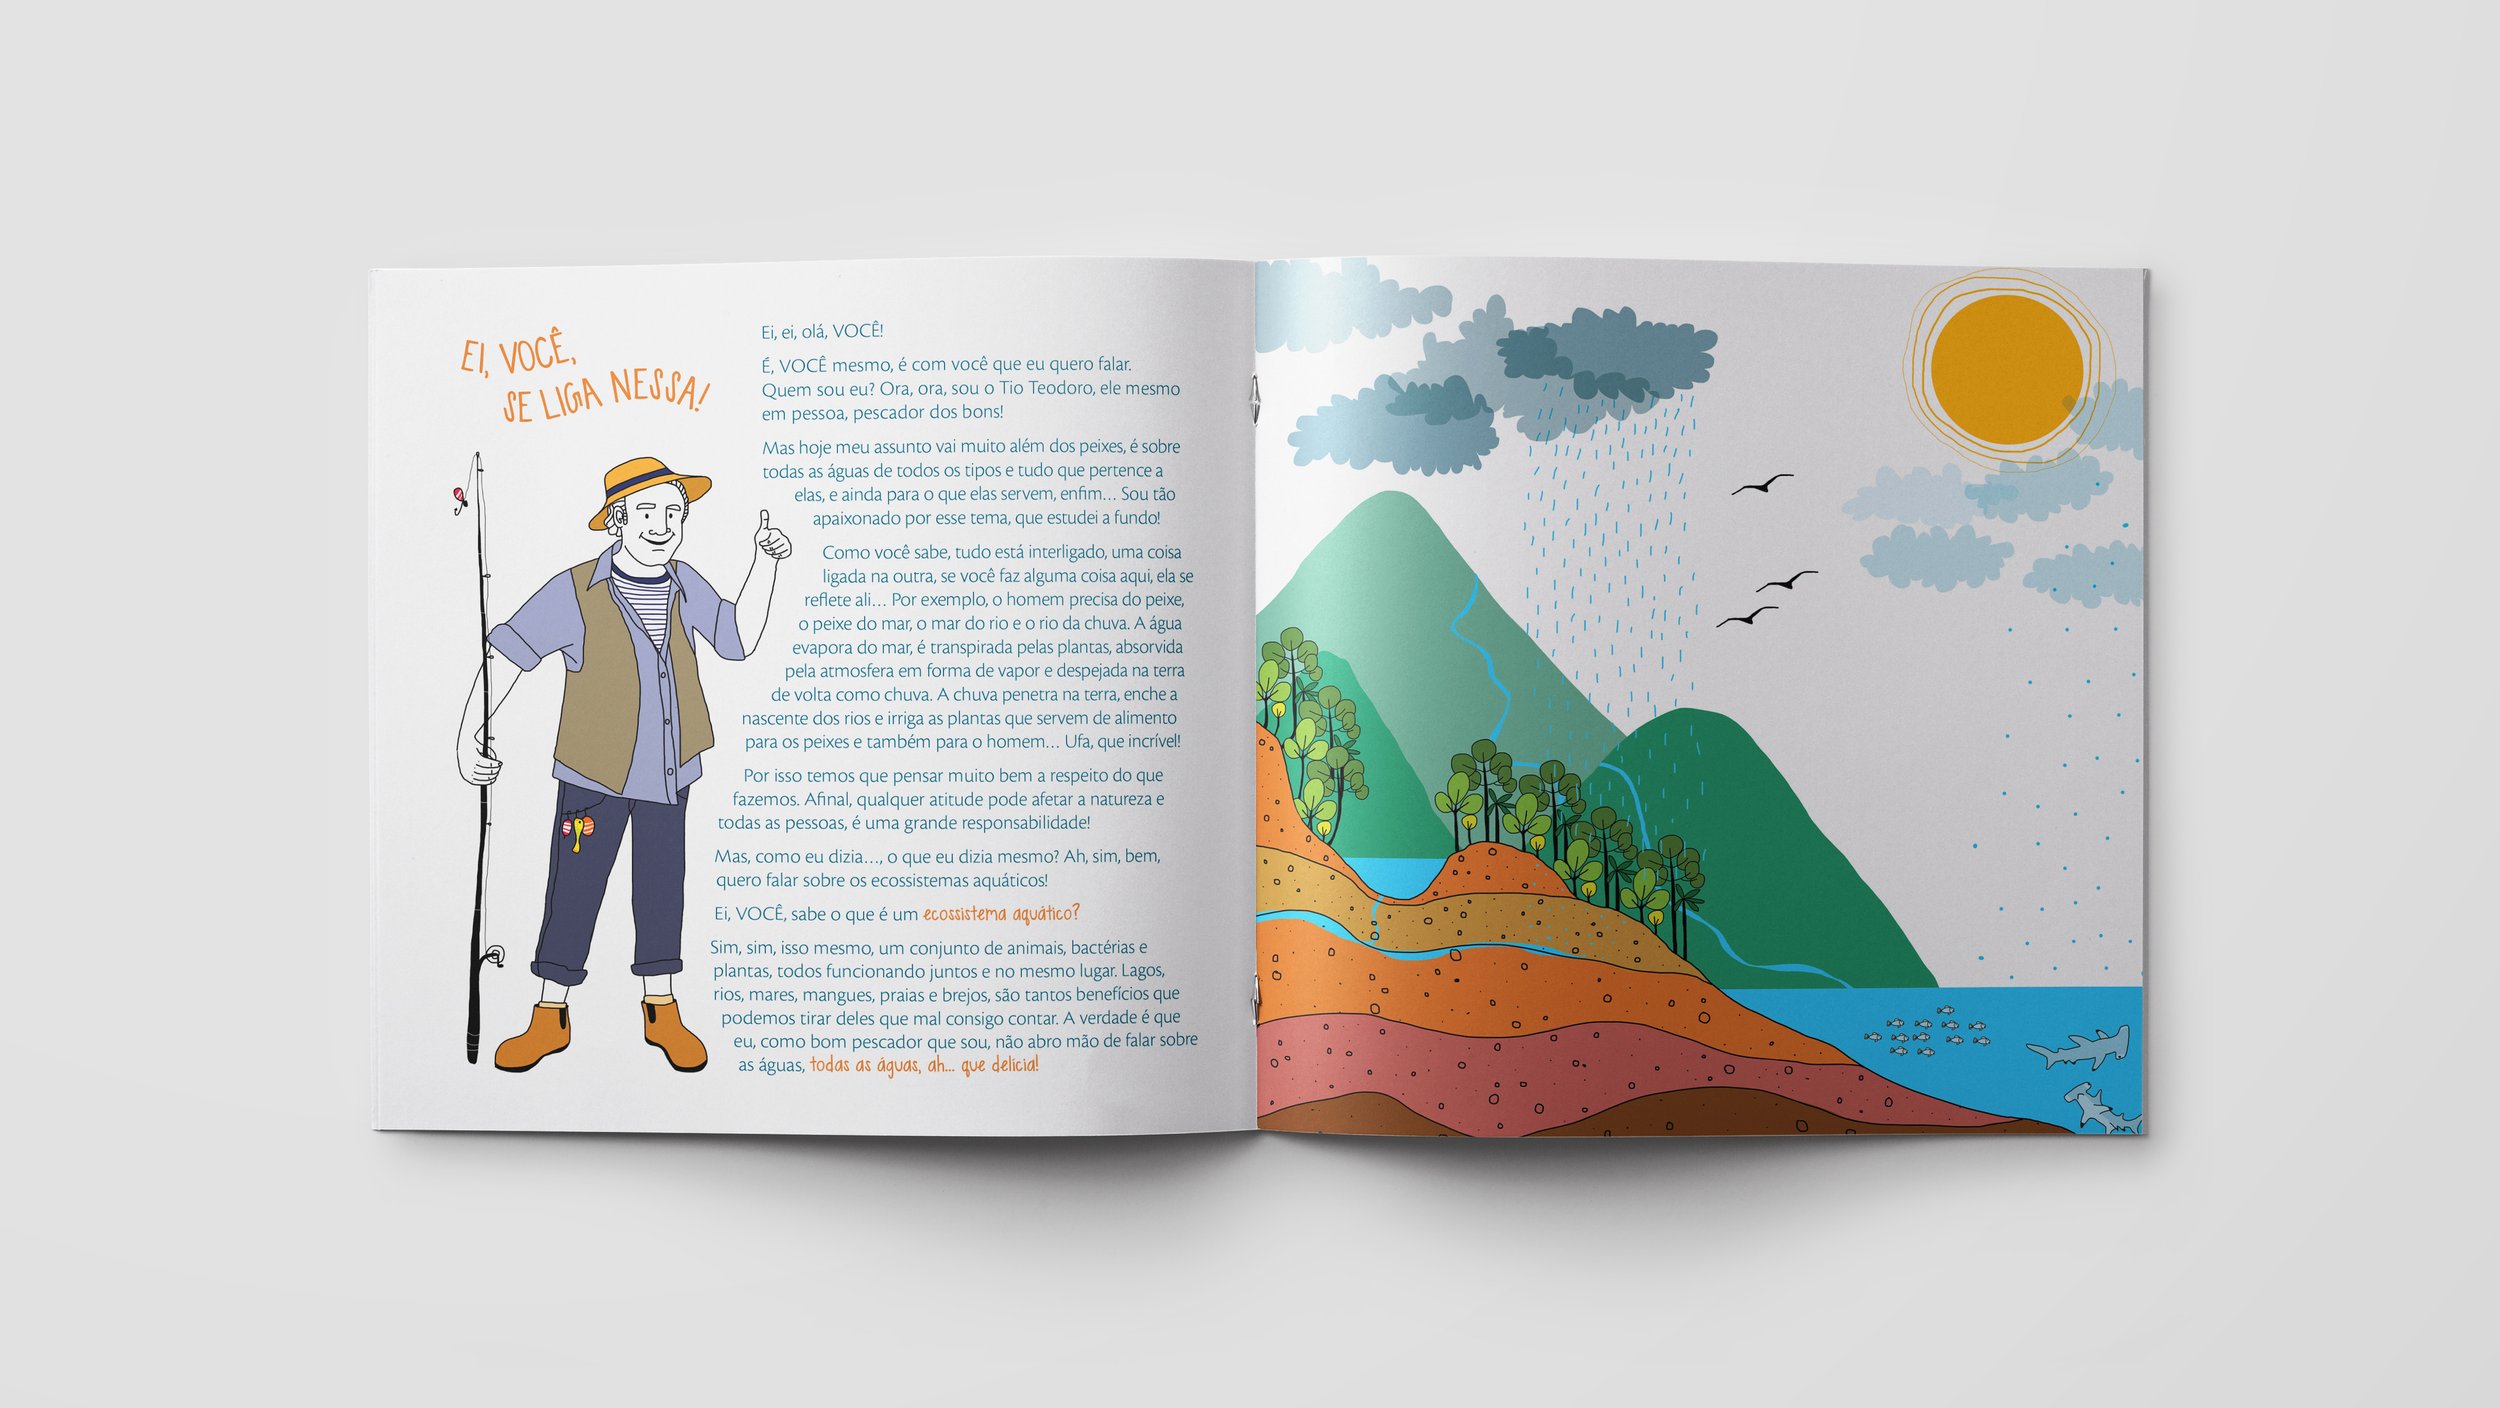 EI, VOCÊ,
SE LIGA NESSA!
Ei, ei, olá, VOCÊ!
É, VOCÊ mesmo, é com você que eu quero falar.
Quem sou eu? Ora, ora, sou o Tio Teodoro, ele mesmo
em pessoa, pescador dos bons!
Mas hoje meu assunto vai muito além dos peixes, é sobre
todas as águas de todos os tipos e tudo que pertence a
elas, e ainda para o que elas servem, enfim... Sou tão
apaixonado por esse tema, que estudei a fundo!
Como você sabe, tudo está interligado, uma coisa
ligada na outra, se você faz alguma coisa aqui, ela se
reflete ali... Por exemplo, o homem precisa do peixe,
o peixe do mar, o mar do rio e o rio da chuva. A água
evapora do mar, é transpirada pelas plantas, absorvida
pela atmosfera em forma de vapor e despejada na terra
de volta como chuva. A chuva penetra na terra, enche a
nascente dos rios e irriga as plantas que servem de alimento
para os peixes e também para o homem... Ufa, que incrível!
Por isso temos que pensar muito bem a respeito do que
fazemos. Afinal, qualquer atitude pode afetar a natureza e
todas as pessoas, é uma grande responsabilidade!
Mas, como eu dizia..., o que eu dizia mesmo? Ah, sim, bem,
quero falar sobre os ecossistemas aquáticos!
Ei, VOCÊ, sabe o que é um ecossistema aquático?
Sim, sim, isso mesmo, um conjunto de animais, bactérias e
plantas, todos funcionando juntos e no mesmo lugar. Lagos,
rios, mares, mangues, praias e brejos, são tantos benefícios que
podemos tirar deles que mal consigo contar. A verdade é que
eu, como bom pescador que sou, não abro mão de falar sobre
as águas, todas as águas, ah... que delícia!